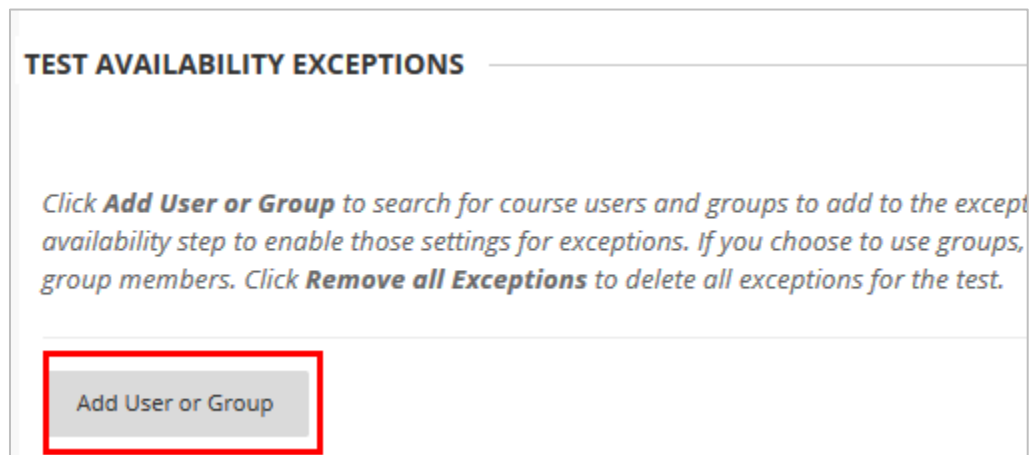 TEST AVAILABILITY EXCEPTIONS
Click Add User or Group to search for course users and groups to add to the except
availability step to enable those settings for exceptions. If you choose to use groups,
group members. Click Remove all Exceptions to delete all exceptions for the test.
Add User or Group